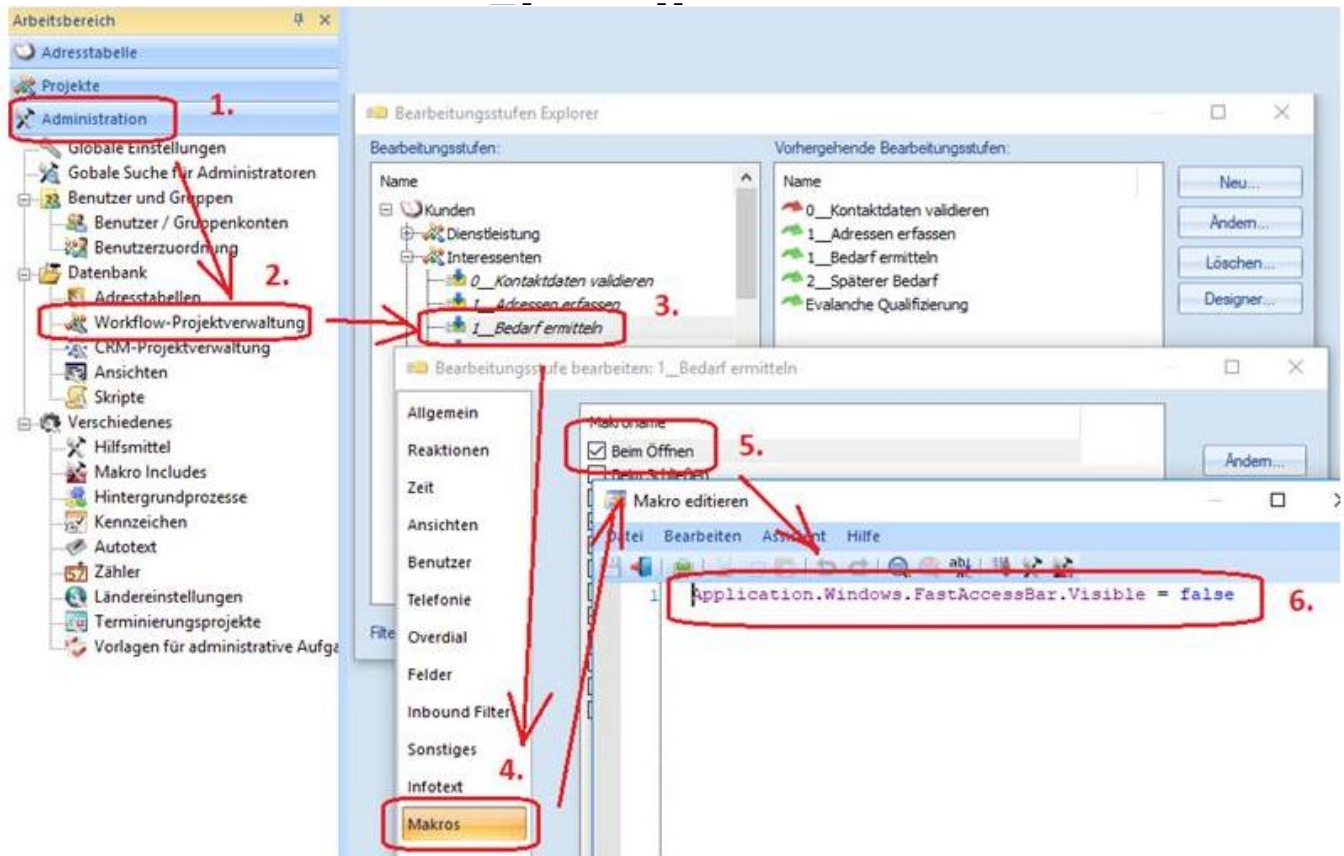 Arbeitsbereich
Adresstabelle
Projekte
Administration
1.
Globale Einstellungen
Gobale Suche für Administratoren
Benutzer und Gruppen
Benutzer / Gruppenkonten
Benutzerzuordnung
Datenbank
2.
Adresstabellen
Workflow-Projektverwaltung
CRM-Projektverwaltung
Ansichten
Skripte
Verschiedenes
Hilfsmittel
Makro Includes
Hintergrundprozesse
Kennzeichen
Autotext
Zähler
Ländereinstellungen
Terminierungsprojekte
Vorlagen für administrative Aufga
Bearbeitungsstufen Explorer
Bearbeitungsstufen:
Name
Kunden
Dienstleistung
Interessenten
0__Kontaktdaten validieren
1__Adressen erfassen
3.
1__Bedarf ermitteln
Vorhergehende Bearbeitungsstufen:
Name
0__Kontaktdaten validieren
1__Adressen erfassen
1__Bedarf ermitteln
2__Späterer Bedarf
Evalanche Qualifizierung
Neu...
Ändern...
Löschen...
Designer...
Filte
Bearbeitungsstufe bearbeiten: 1__Bedarf ermitteln
Allgemein
Reaktionen
Zeit
Ansichten
Benutzer
Telefonie
Overdial
Felder
Inbound Filter
Sonstiges
4.
Infotext
Makros
Makroname
Beim Öffnen
5.
Beim Schließen
Ändern...
Makro editieren
Datei Bearbeiten Assistent Hilfe
1 Application.Windows.FastAccessBar.Visible = false
6.